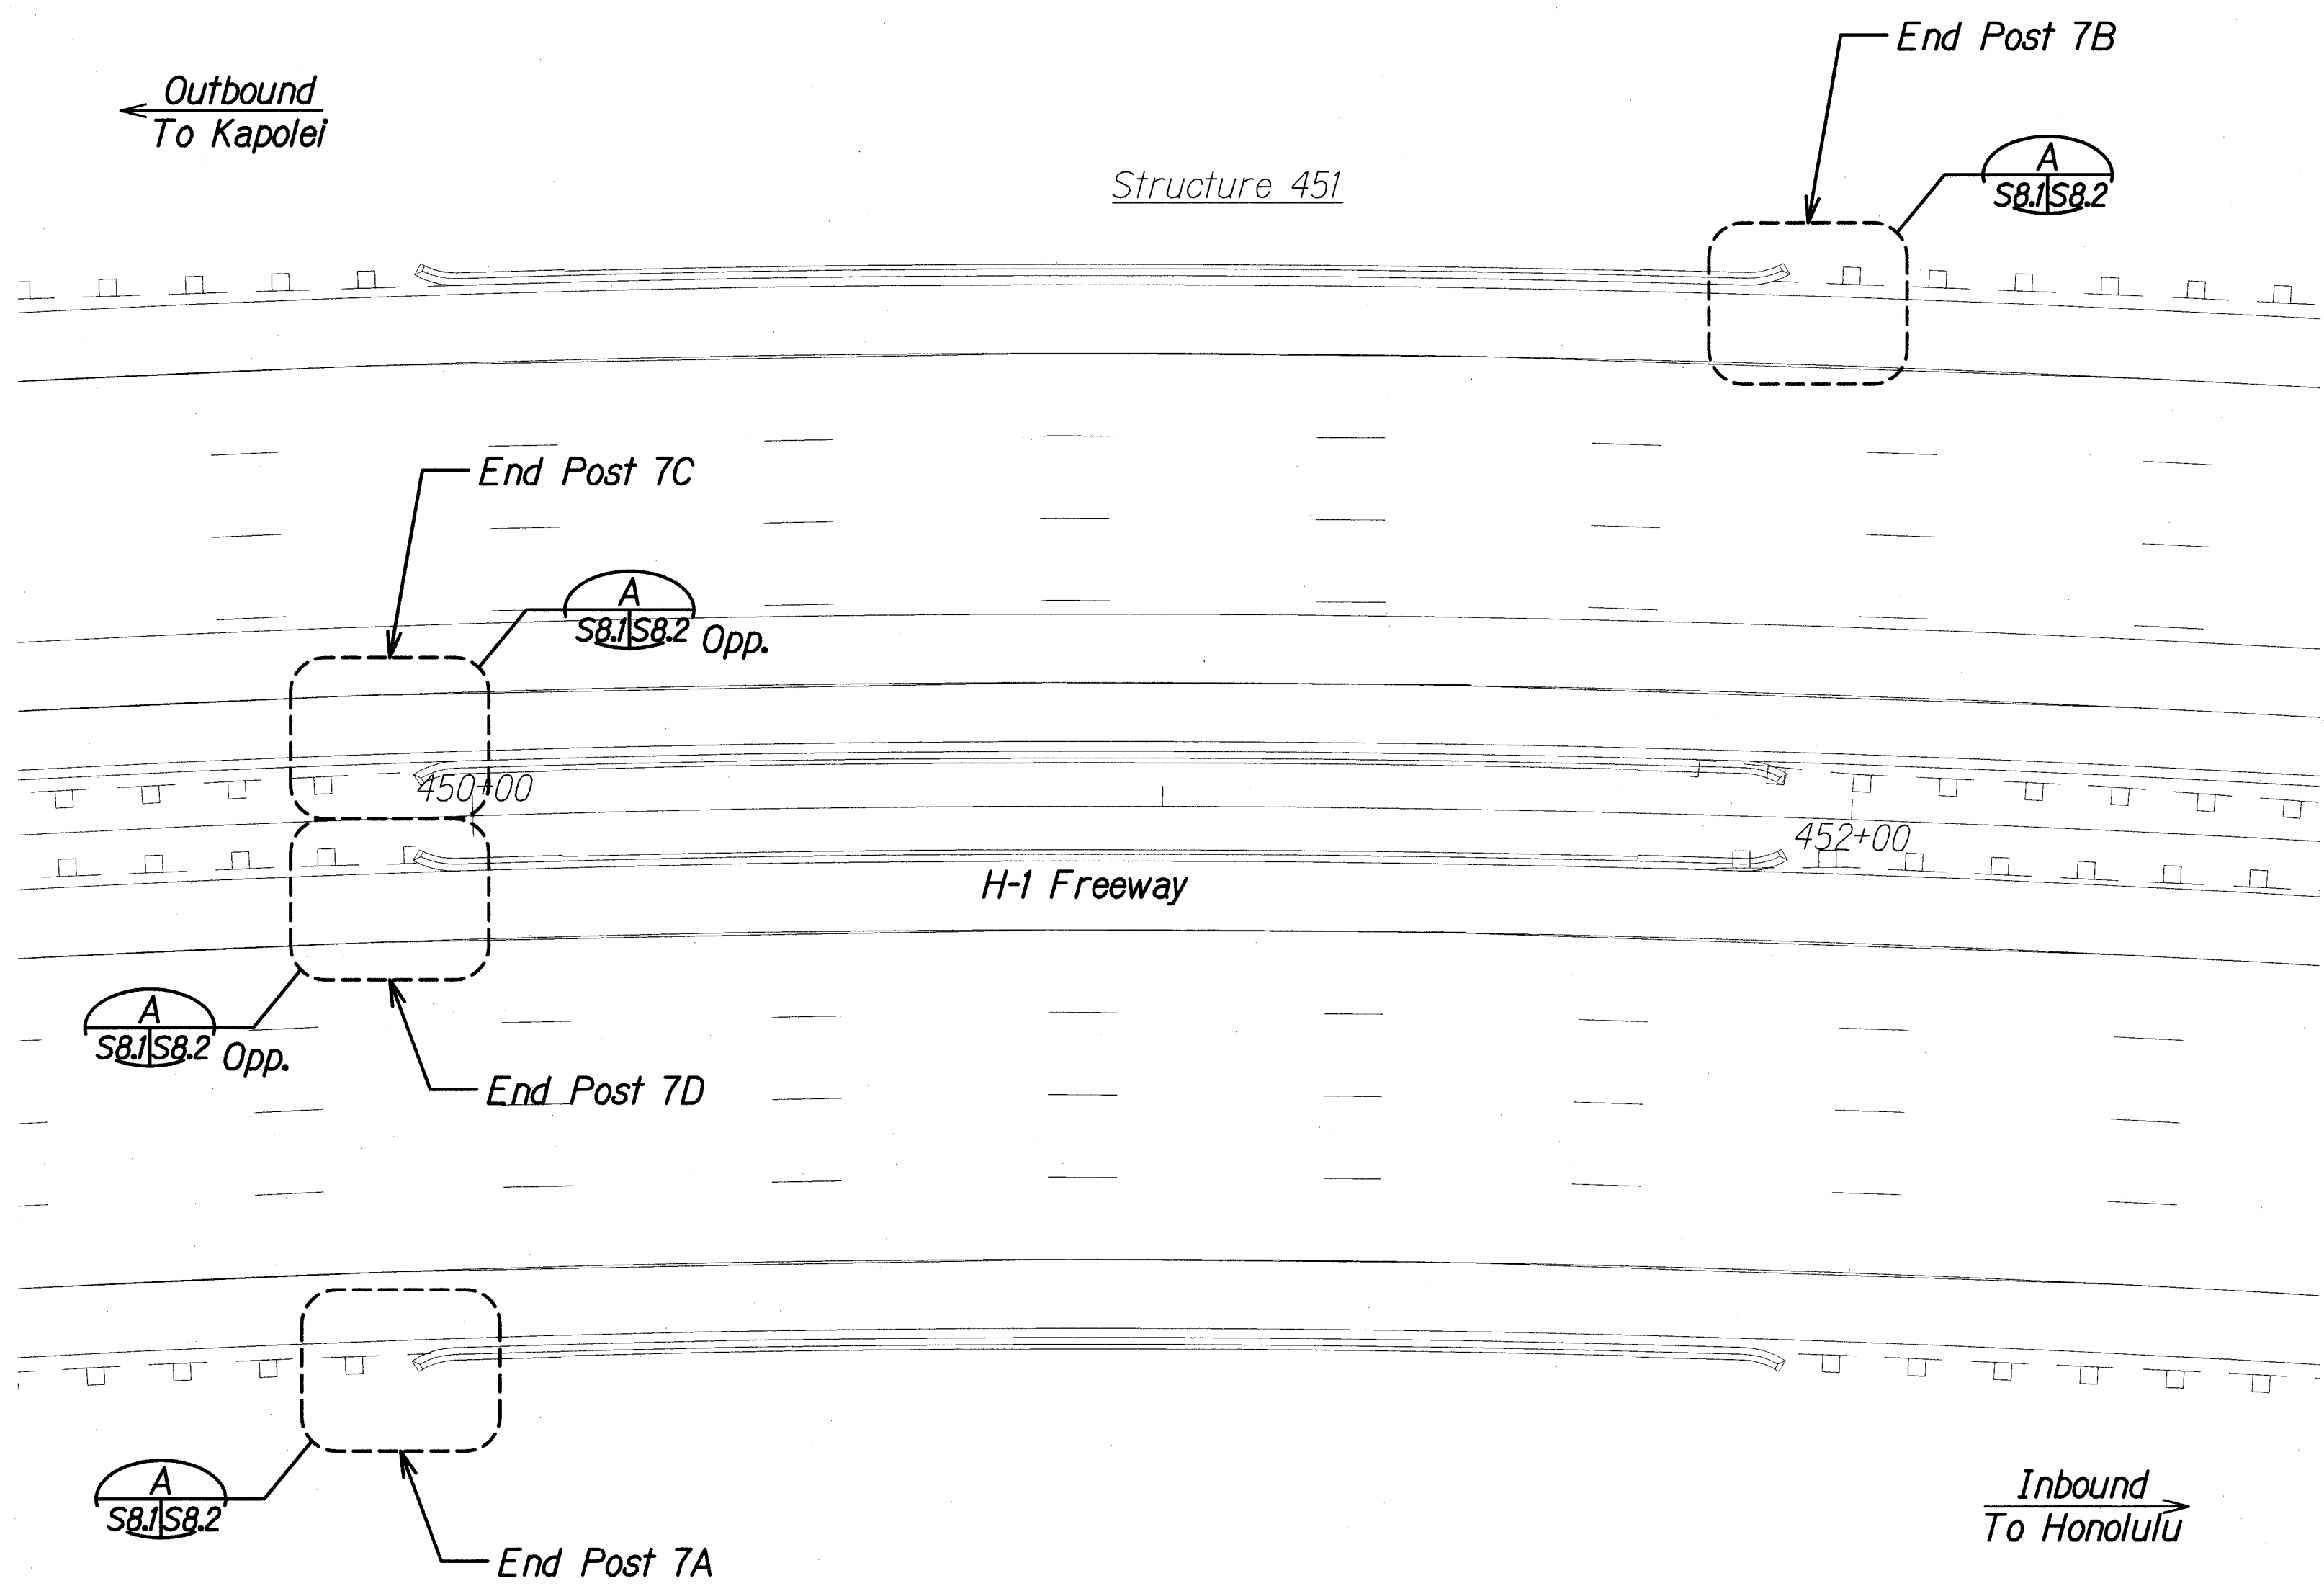 End Post 7B
Outbound
To Kapolei
A
S8.1 S8.2
Structure 451
End Post 7C
A
S8.1 S8.2 Opp.
450+00
452+00
H-1 Freeway
A
S8.1 S8.2 Opp.
End Post 7D
A
S8.1 S8.2
Inbound
To Honolulu
End Post 7A